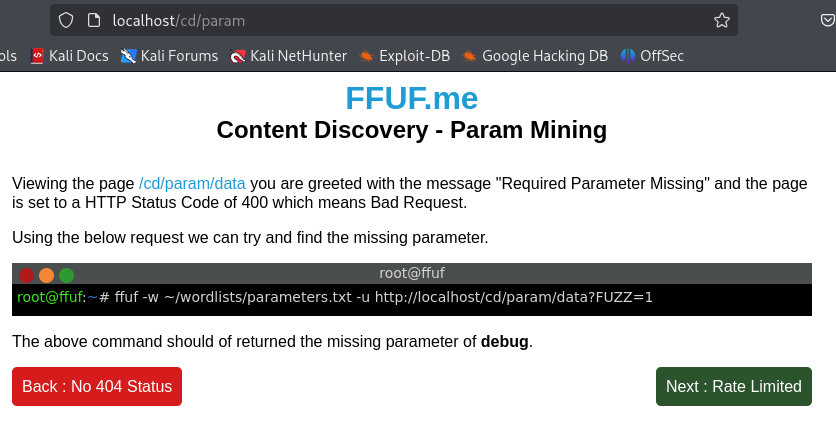 localhost/cd/param
ols Kali Docs Kali Forums Kali NetHunter Exploit-DB Google Hacking DB OffSec
FFUF.me
Content Discovery - Param Mining
Viewing the page /cd/param/data you are greeted with the message "Required Parameter Missing" and the page
is set to a HTTP Status Code of 400 which means Bad Request.
Using the below request we can try and find the missing parameter.
root@ffuf
root@ffuf:~# ffuf -w ~/wordlists/parameters.txt -u http://localhost/cd/param/data?FUZZ=1
The above command should of returned the missing parameter of debug.
Back : No 404 Status Next : Rate Limited